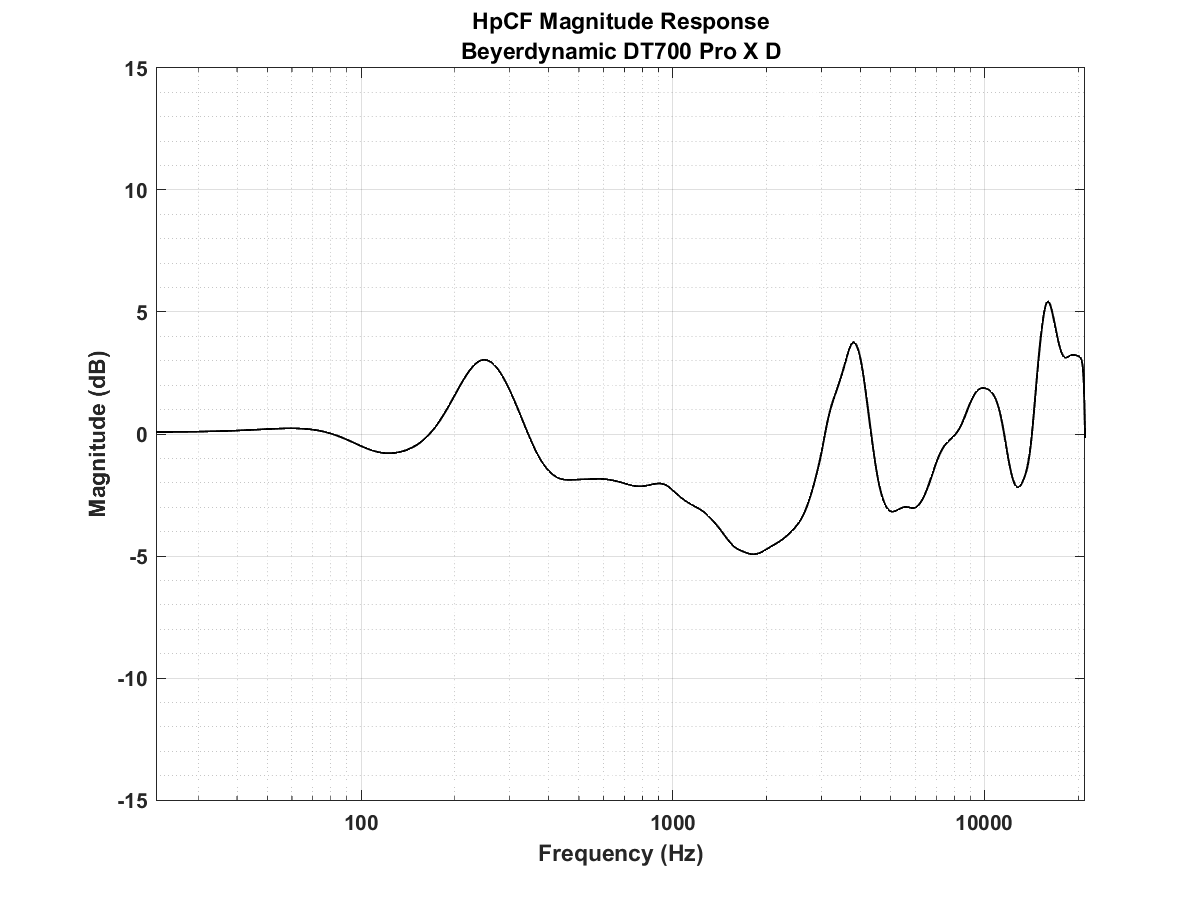 HpCF Magnitude Response
Beyerdynamic DT700 Pro X D
15
10
5
0
-5
-10
-15
Magnitude (dB)
100 1000 10000
Frequency (Hz)